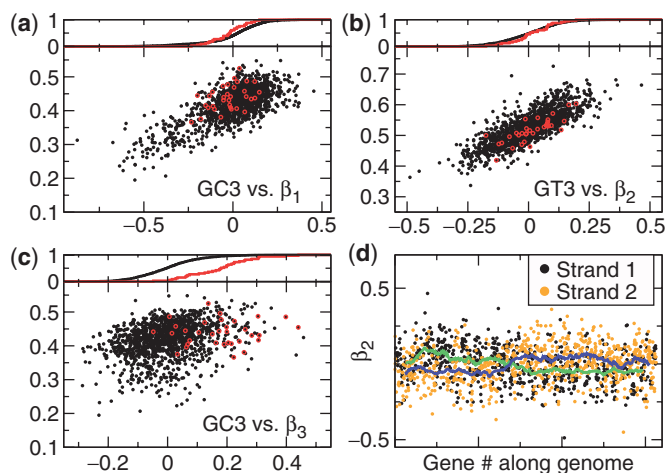 (a)
1
0
0.5
0.4
0.3
0.2
0.1
GC3 vs. β1
−0.5 0 0.5
(b)
1
0
0.7
0.6
0.5
0.4
0.3
GT3 vs. β2
−0.5 −0.25 0 0.25 0.5
(c)
1
0
0.5
0.4
0.3
0.2
0.1
GC3 vs. β3
−0.2 0 0.2 0.4
(d)
Strand 1
Strand 2
0.5
β2
−0.5
Gene # along genome